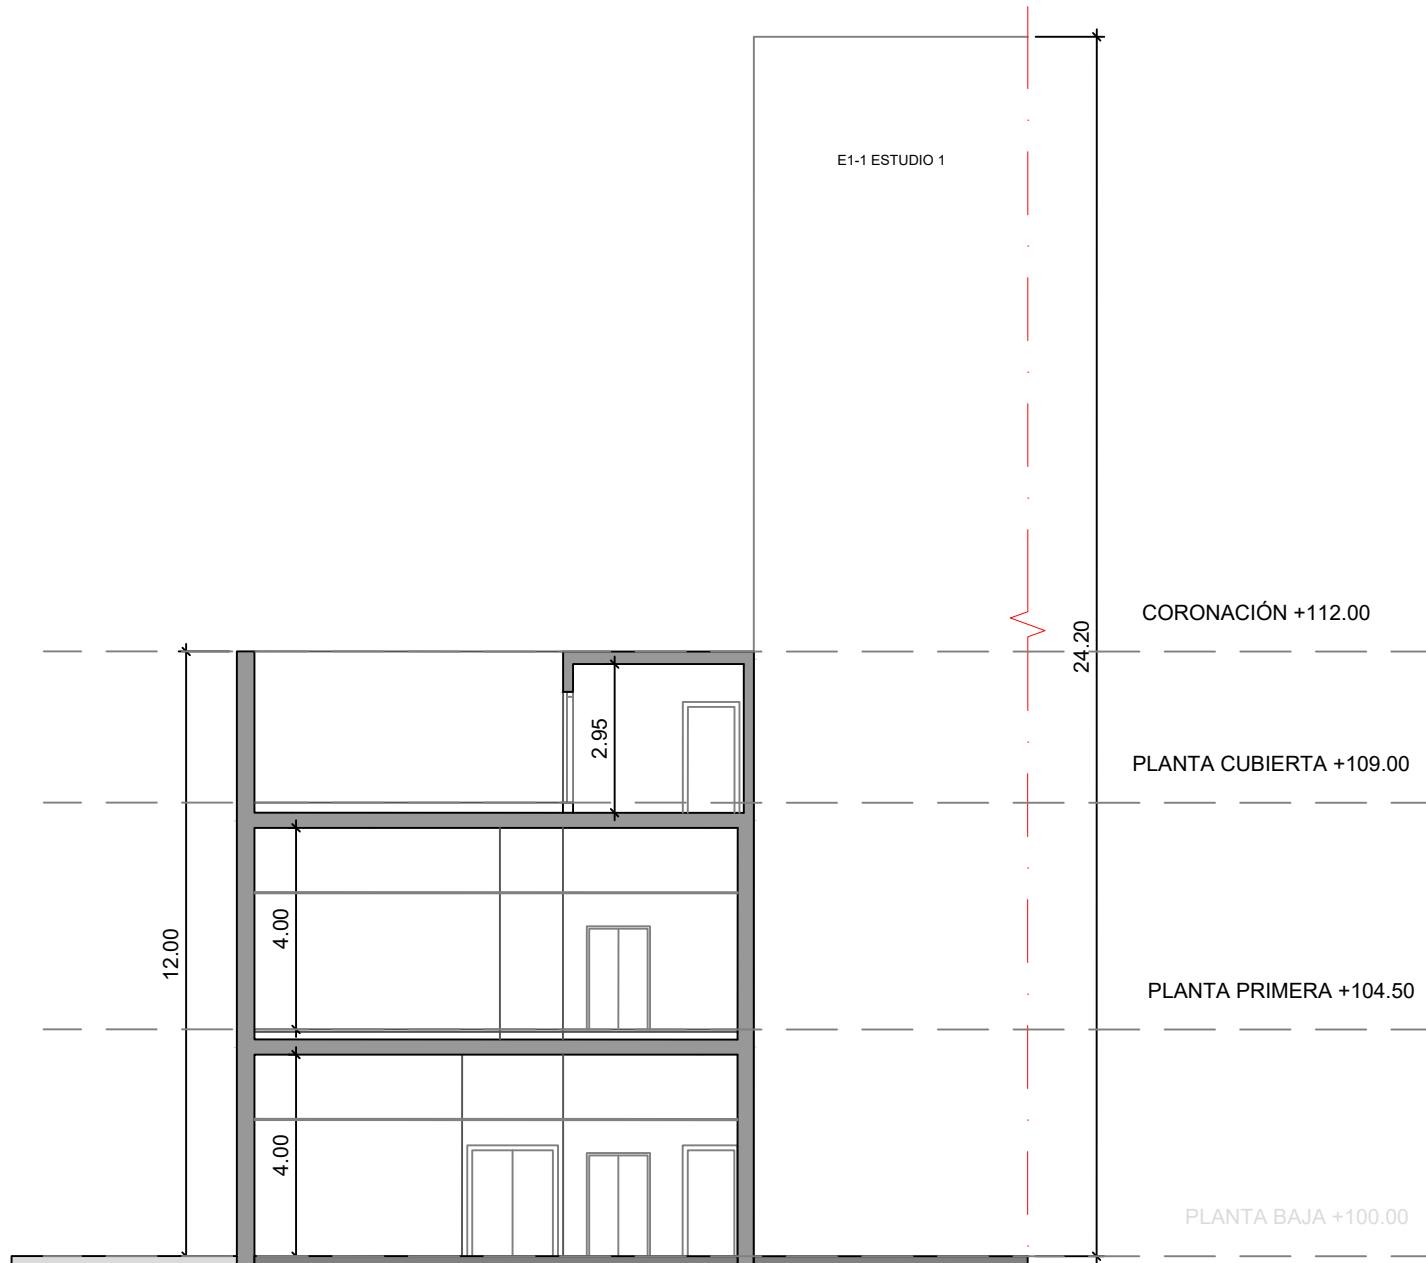 E1-1 ESTUDIO 1
CORONACIÓN +112.00
24.20
2.95
PLANTA CUBIERTA +109.00
4.00
12.00
PLANTA PRIMERA +104.50
4.00
PLANTA BAJA +100.00